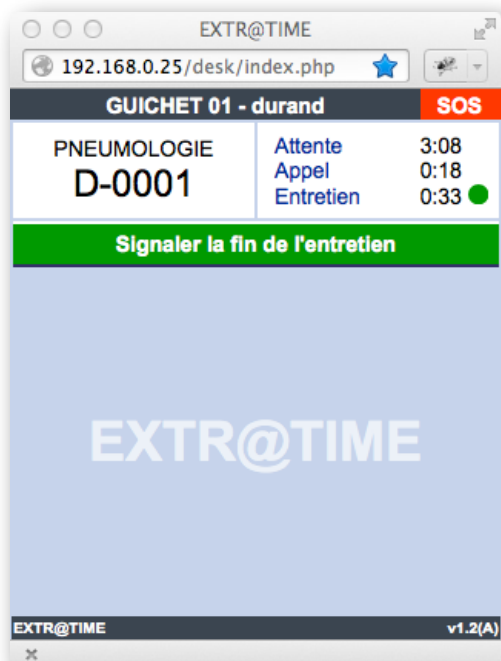 EXTR@TIME
192.168.0.25/desk/index.php
GUICHET 01 - durand SOS
PNEUMOLOGIE
D-0001
Attente 3:08
Appel 0:18
Entretien 0:33
Signaler la fin de l'entretien
EXTR@TIME
EXTR@TIME v1.2(A)